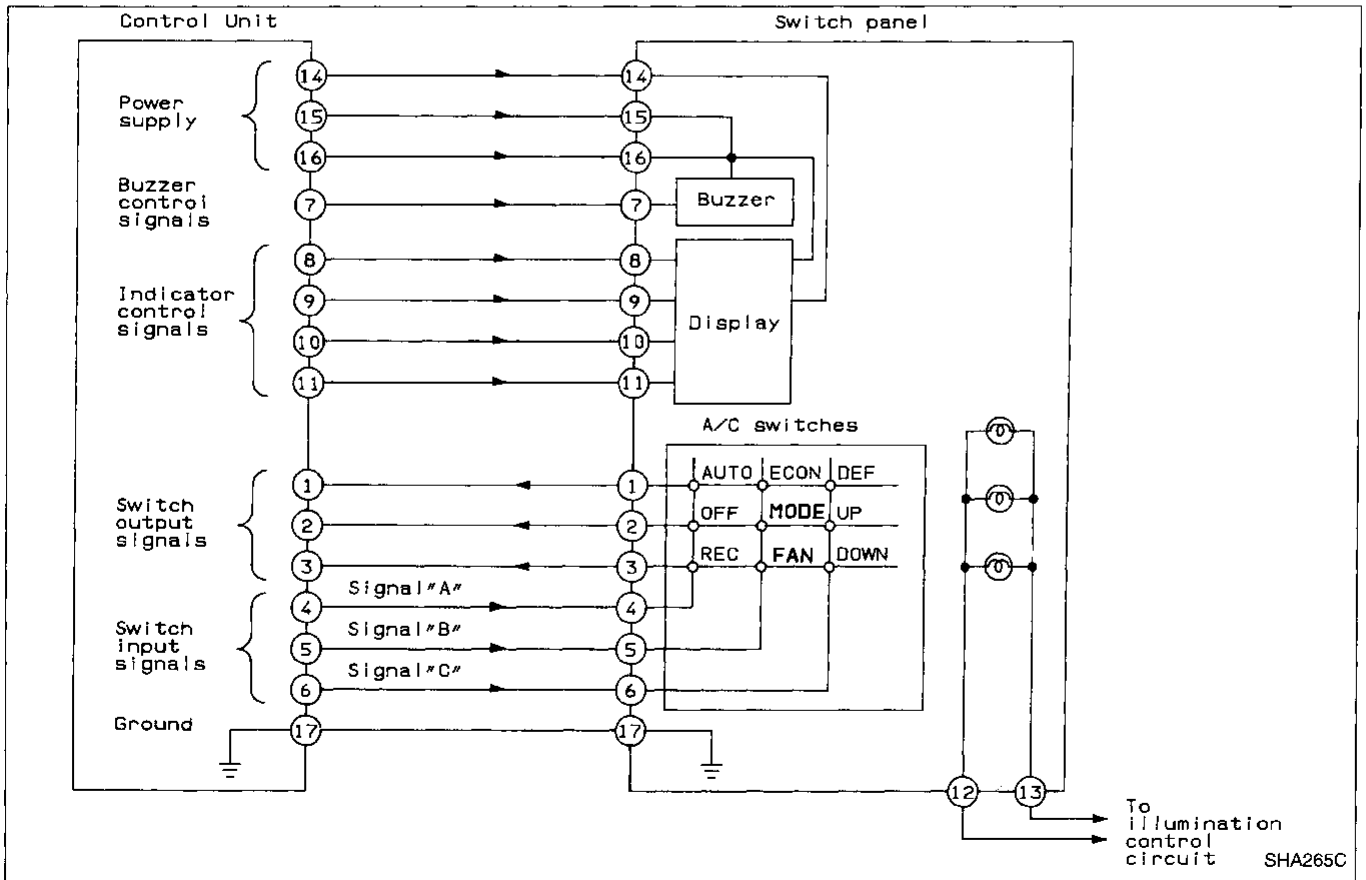 Control Unit
Switch panel
14
14
Power
supply
15
15
16
16
Buzzer
control
signals
7
7
Buzzer
8
8
Indicator
control
signals
9
9
Display
10
10
11
11
A/C switches
1
1
AUTO ECON DEF
Switch
output
signals
2
2
OFF MODE UP
3
3
REC FAN DOWN
Signal"A"
4
4
Switch
input
signals
Signal"B"
5
5
Signal"C"
6
6
Ground
17
17
12
13
To
illumination
control
circuit
SHA265C